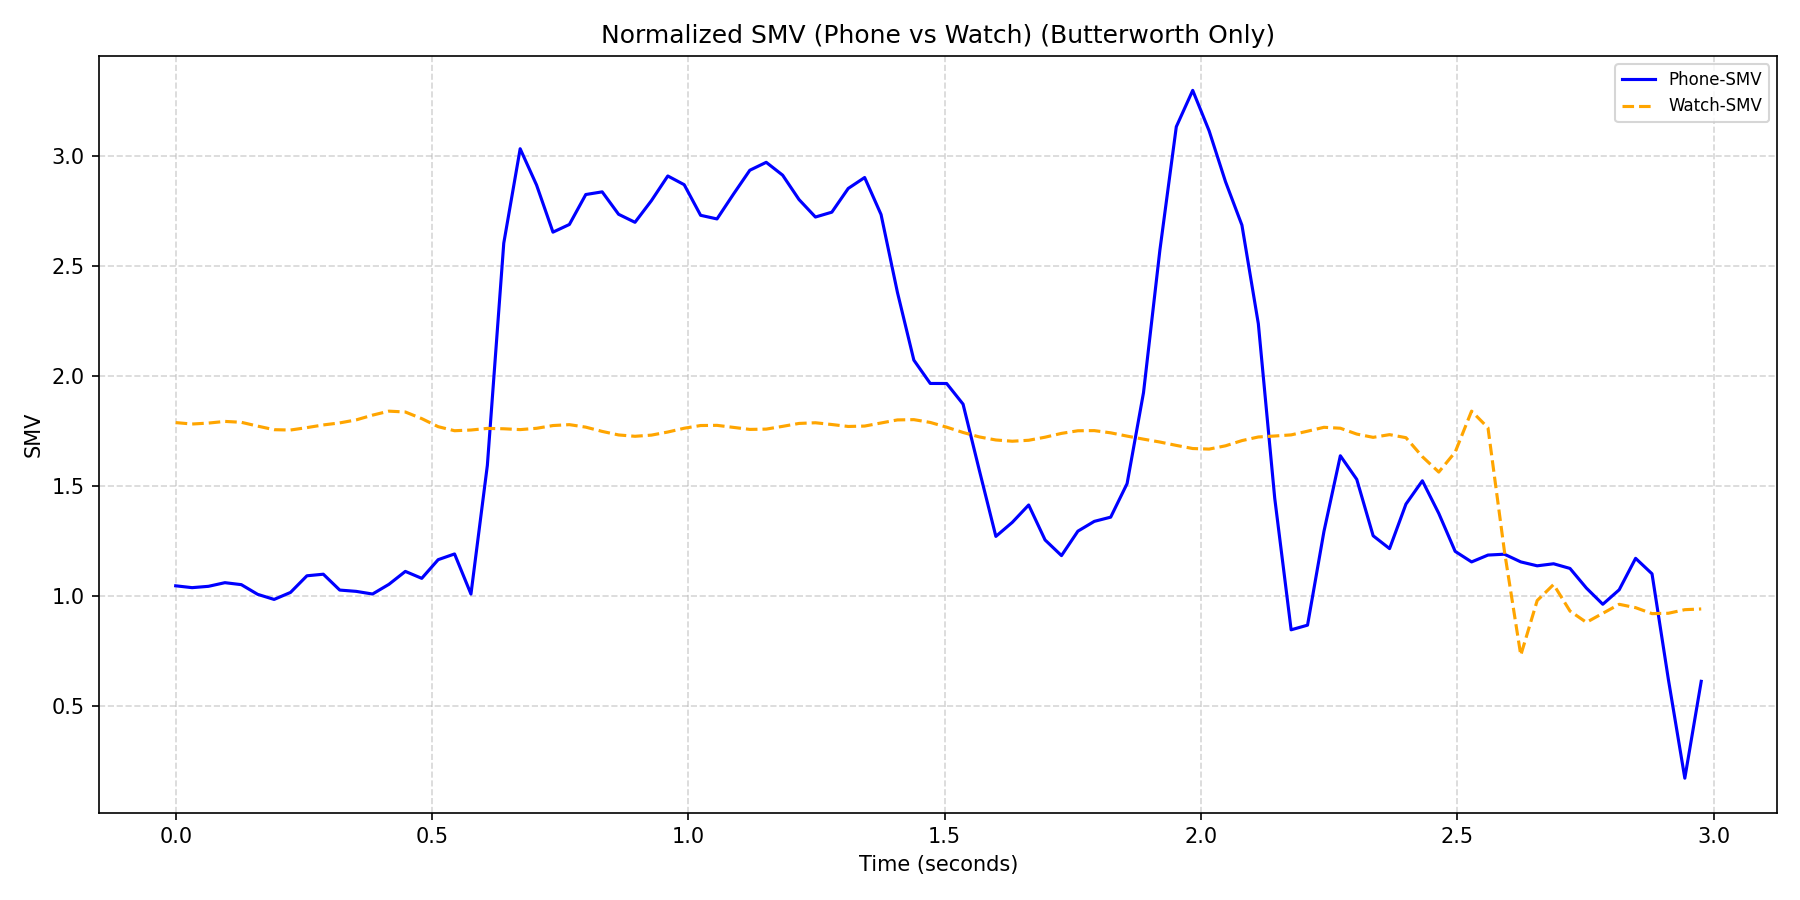 Normalized SMV (Phone vs Watch) (Butterworth Only)
Phone-SMV
Watch-SMV
SMV
3.0
2.5
2.0
1.5
1.0
0.5
0.0 0.5 1.0 1.5 2.0 2.5 3.0
Time (seconds)